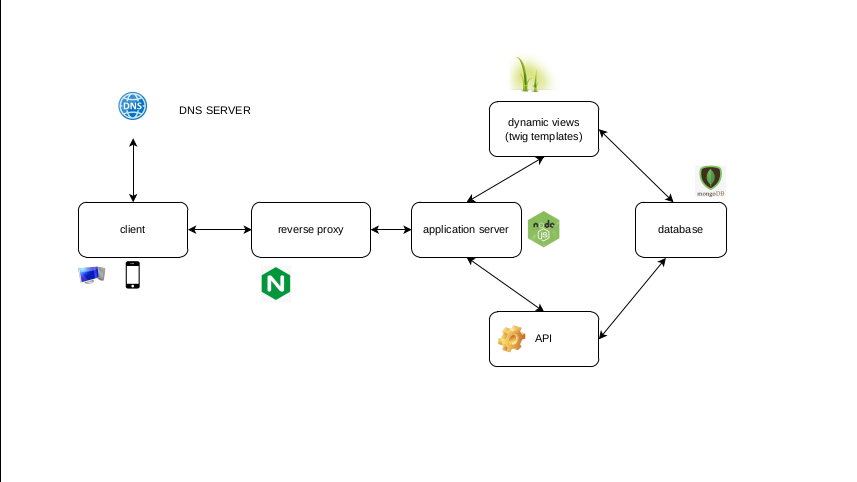 DNS
DNS SERVER
dynamic views
(twig templates)
mongoDB
client
reverse proxy
application server
node
JS
database
N
API